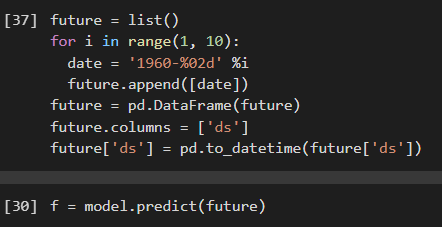 [37] future = list()
for i in range(1, 10):
  date = '1960-%02d' %i
  future.append([date])
future = pd.DataFrame(future)
future.columns = ['ds']
future['ds'] = pd.to_datetime(future['ds'])
[30] f = model.predict(future)